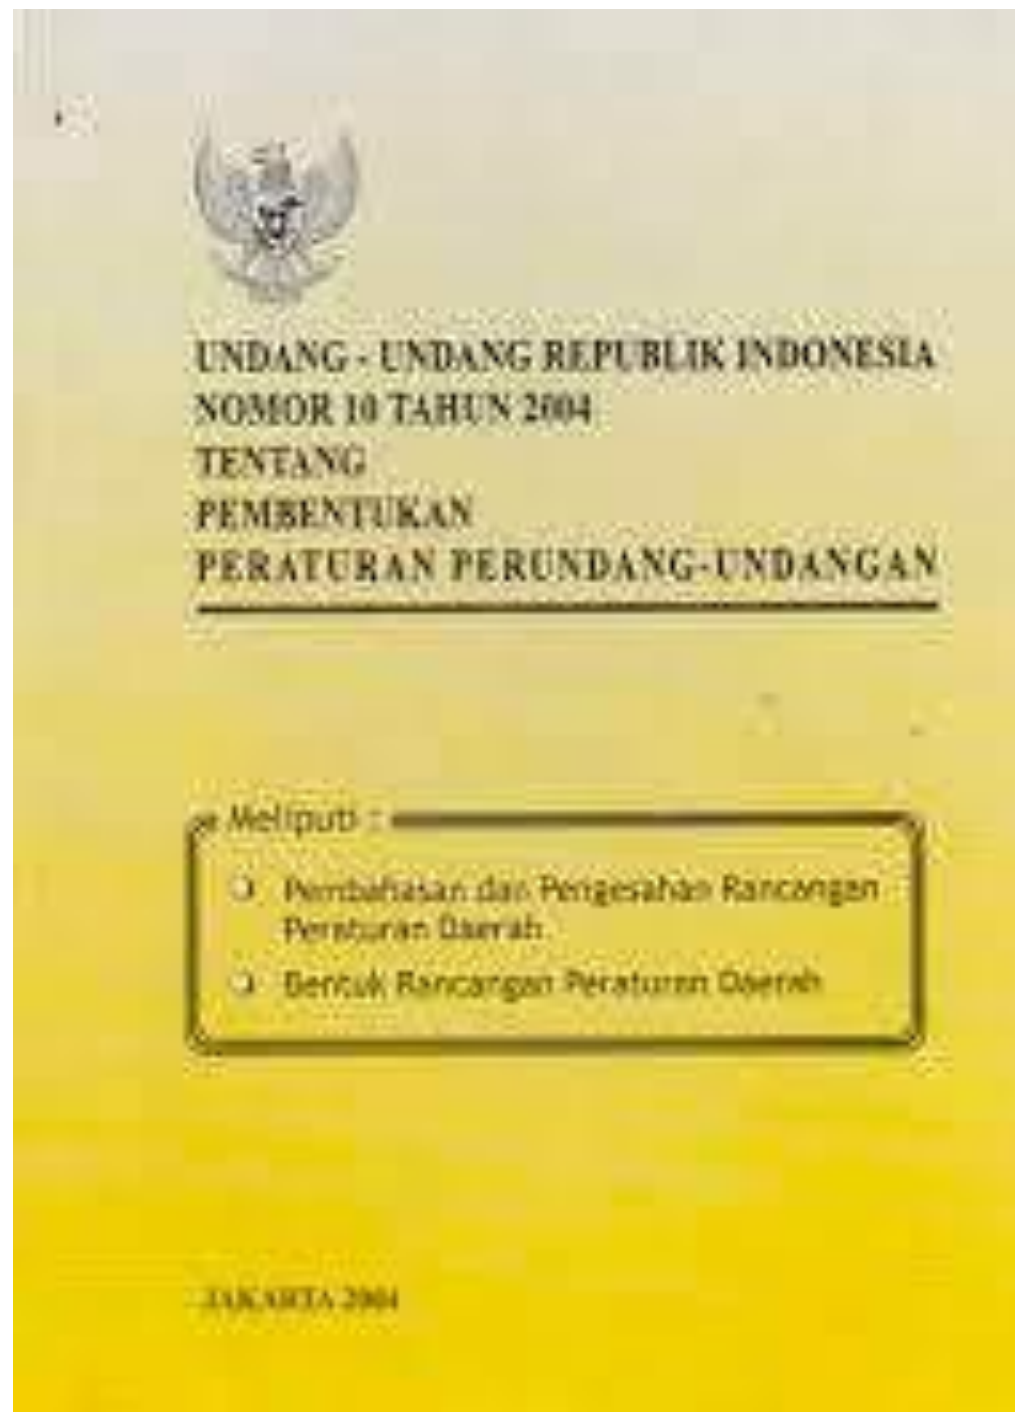 UNDANG - UNDANG REPUBLIK INDONESIA
NOMOR 10 TAHUN 2004
TENTANG
PEMBENTUKAN
PERATURAN PERUNDANG-UNDANGAN
Meliputi :
Pembahasan dan Pengesahan Rancangan
Peraturan Daerah.
Bentuk Rancangan Peraturan Daerah
JAKARTA 2004